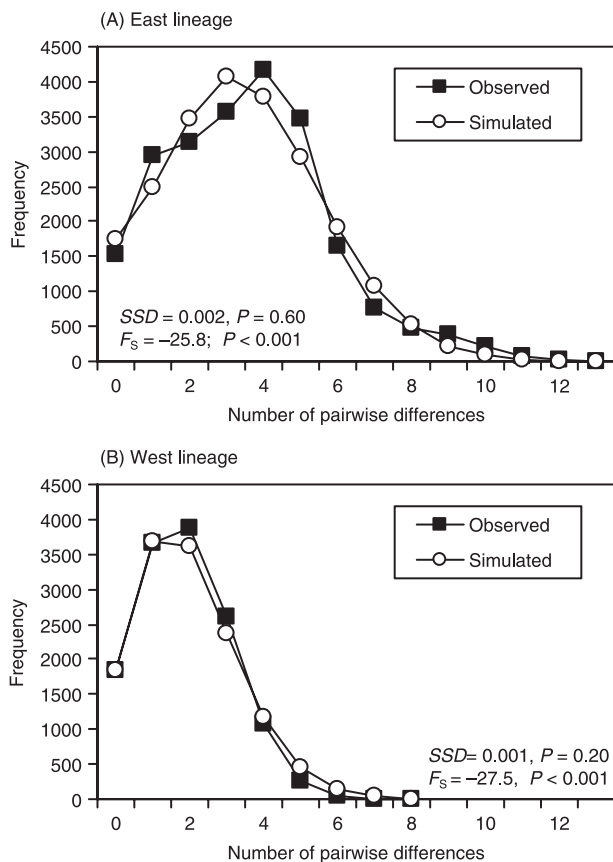 (A) East lineage
4500
4000
3500
3000
2500
2000
1500
1000
500
0
Frequency
Observed
Simulated
SSD = 0.002, P = 0.60
FS = –25.8; P < 0.001
0 2 4 6 8 10 12
Number of pairwise differences
(B) West lineage
4500
4000
3500
3000
2500
2000
1500
1000
500
0
Frequency
Observed
Simulated
SSD= 0.001, P = 0.20
FS = –27.5, P < 0.001
0 2 4 6 8 10 12
Number of pairwise differences